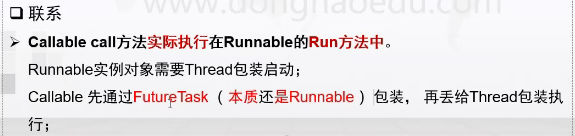 www.dongnaoedu.com
联系
Callable call方法实际执行在Runnable的Run方法中。
Runnable实例对象需要Thread包装启动;
Callable 先通过FutureTask（本质还是Runnable）包装，再丢给Thread包装执
行;